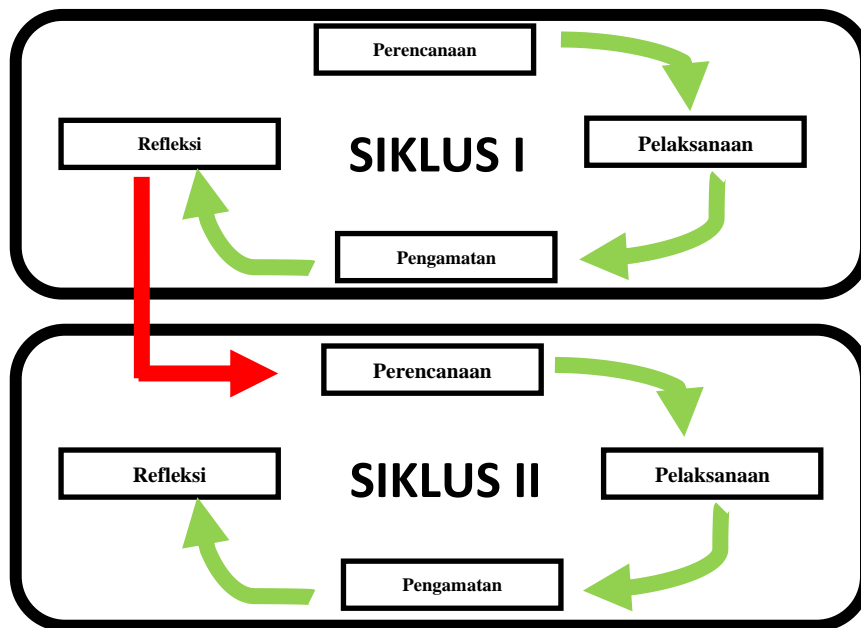 Perencanaan
Refleksi
SIKLUS I
Pelaksanaan
Pengamatan
Perencanaan
Refleksi
SIKLUS II
Pelaksanaan
Pengamatan